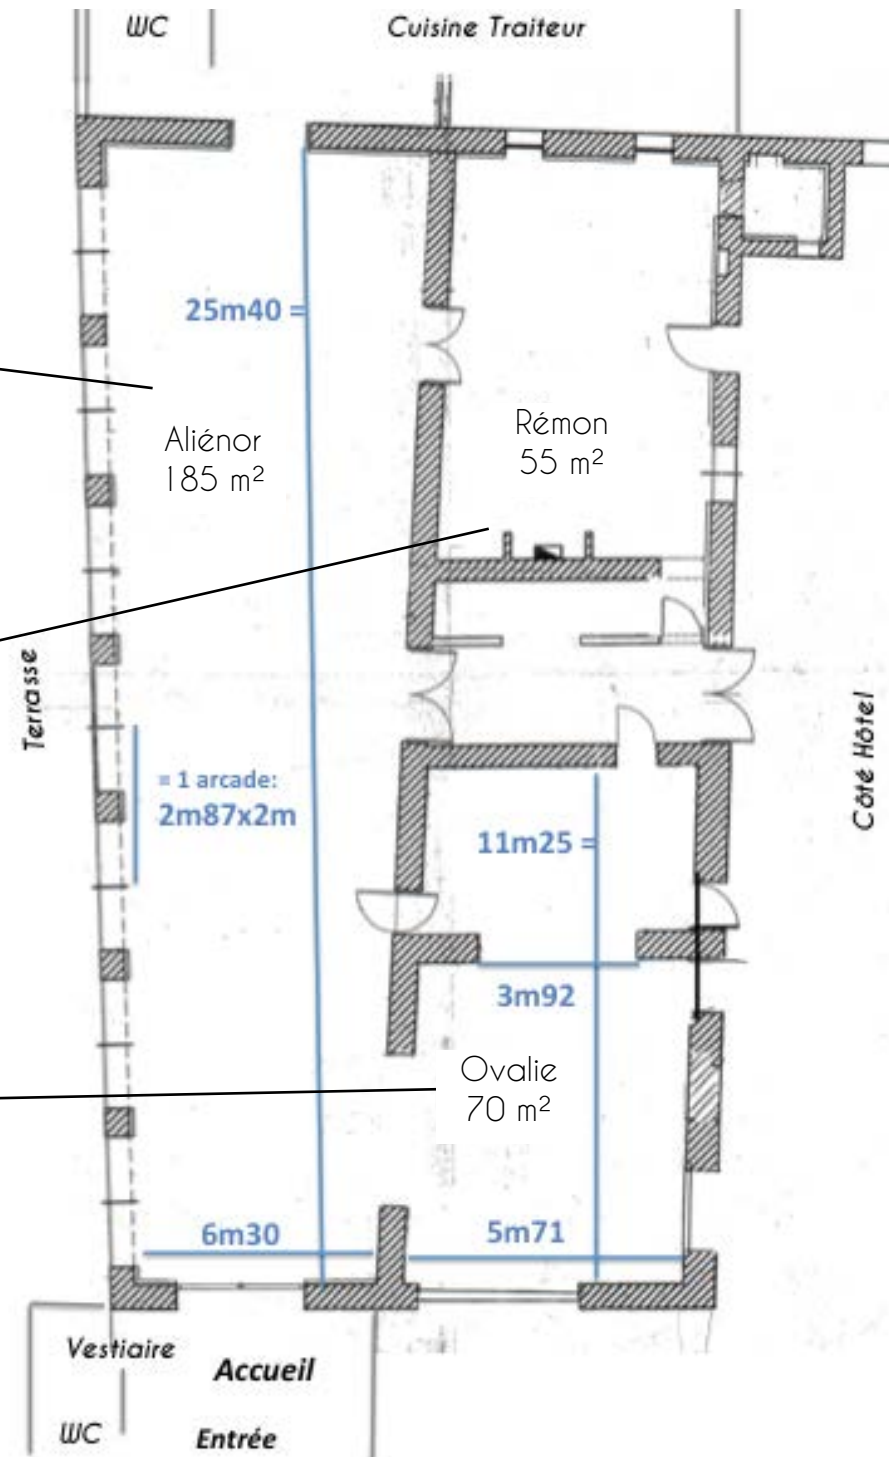 WC
Cuisine Traiteur
25m40 =
Aliénor
185 m²
Rémon
55 m²
Terrasse
= 1 arcade:
2m87x2m
Côté Hôtel
11m25 =
3m92
Ovalie
70 m²
6m30
5m71
Vestiaire
Accueil
WC
Entrée